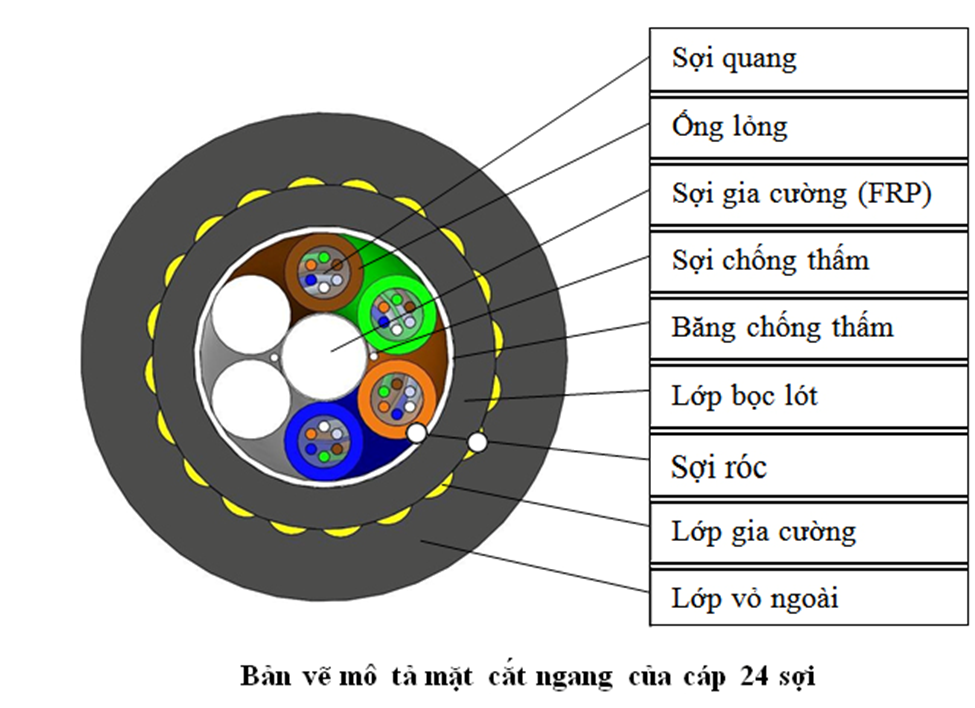 Sợi quang
Ống lỏng
Sợi gia cường (FRP)
Sợi chống thấm
Băng chống thấm
Lớp bọc lót
Sợi róc
Lớp gia cường
Lớp vỏ ngoài
Bản vẽ mô tả mặt cắt ngang của cáp 24 sợi